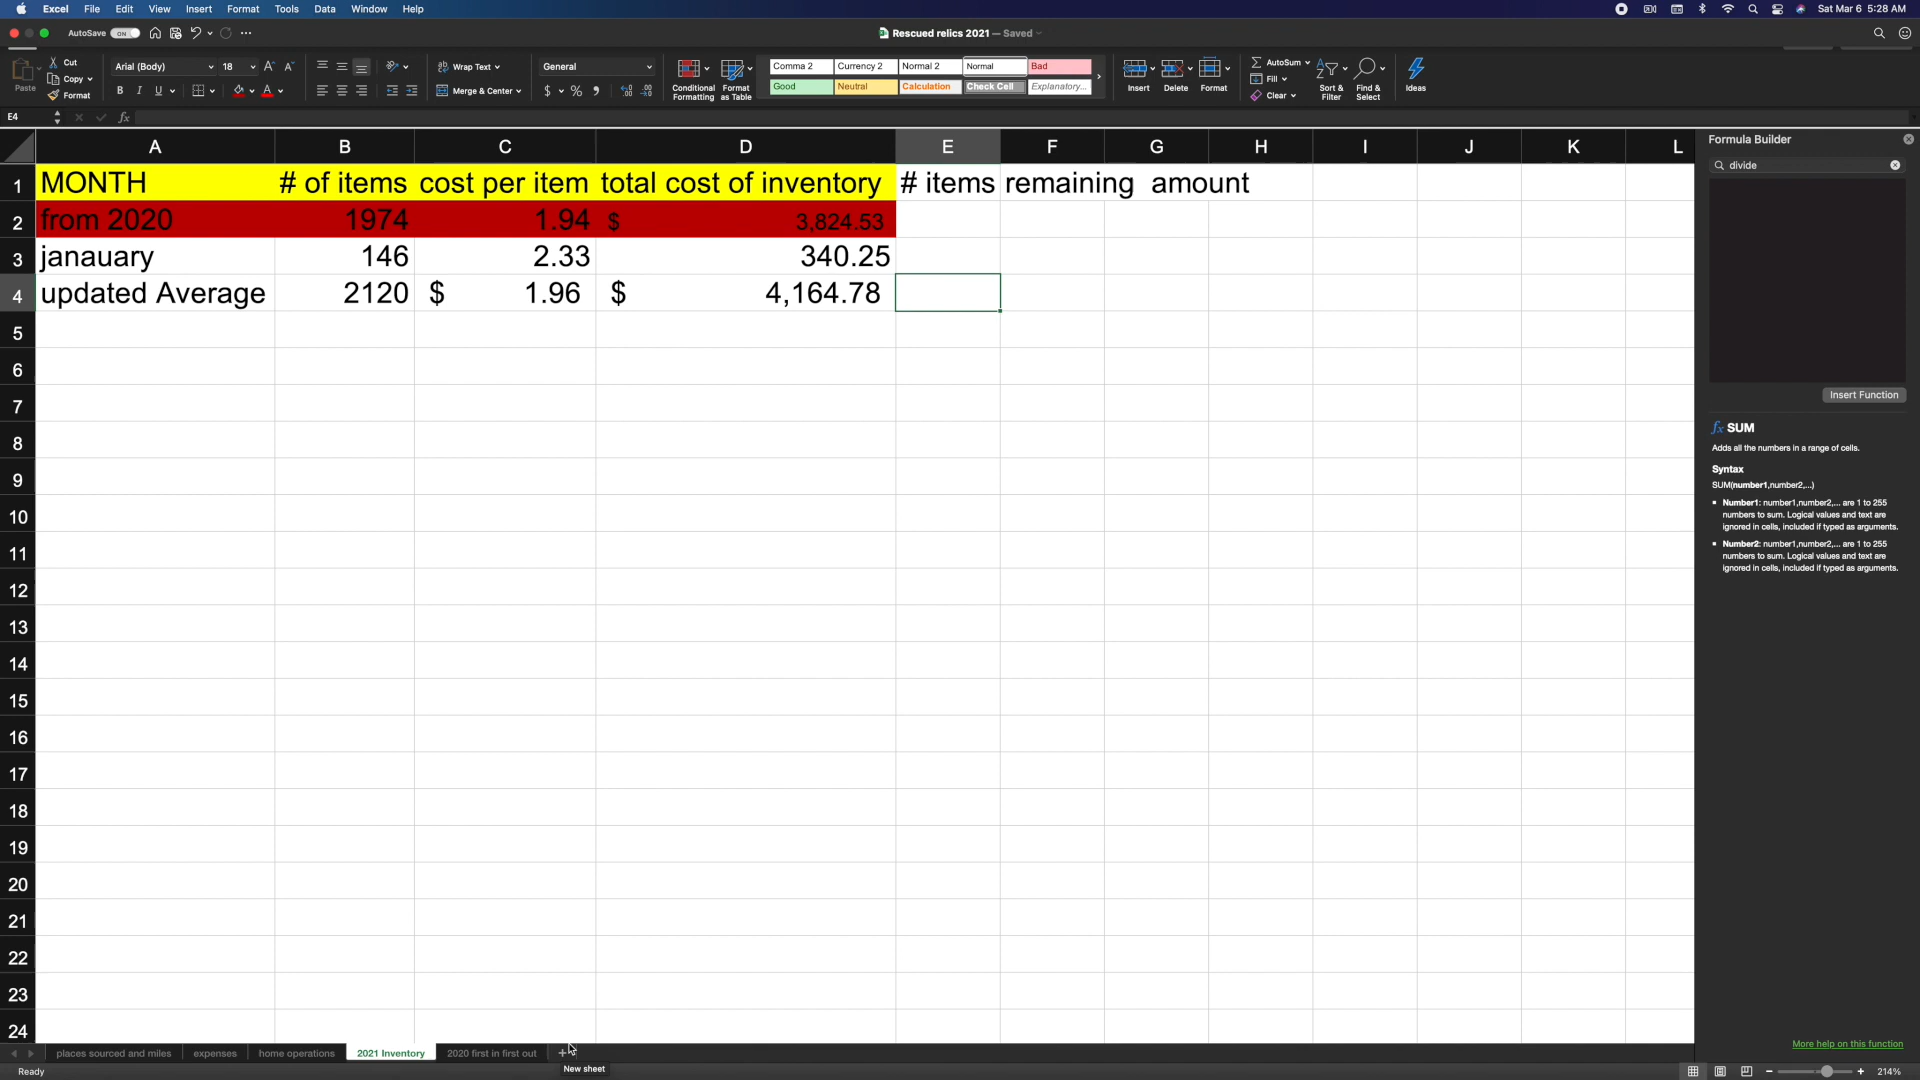 Excel File Edit View Insert Format Tools Data Window Help Sat Mar 6 5:28 AM
AutoSave ON Rescued relics 2021 — Saved
Paste Cut Copy Format
Arial (Body) 18
B I U A
Wrap Text
Merge & Center
General
$ % ,
Conditional Formatting
Format as Table
Comma 2 Currency 2 Normal 2 Normal Bad
Good Neutral Calculation Check Cell Explanatory...
Insert Delete Format
AutoSum
Fill
Clear
Sort & Filter
Find & Select
Ideas
E4 fx
A B C D E F G H I J K L
1 MONTH # of items cost per item total cost of inventory # items remaining amount
2 from 2020 1974 1.94 $ 3,824.53
3 janauary 146 2.33 340.25
4 updated Average 2120 $ 1.96 $ 4,164.78
5
6
7
8
9
10
11
12
13
14
15
16
17
18
19
20
21
22
23
24
Formula Builder
divide
Insert Function
fx SUM
Adds all the numbers in a range of cells.
Syntax
SUM(number1,number2,...)
Number1: number1,number2,... are 1 to 255
numbers to sum. Logical values and text are
ignored in cells, included if typed as arguments.
Number2: number1,number2,... are 1 to 255
numbers to sum. Logical values and text are
ignored in cells, included if typed as arguments.
More help on this function
places sourced and miles expenses home operations 2021 Inventory 2020 first in first out +
New sheet
Ready 214%